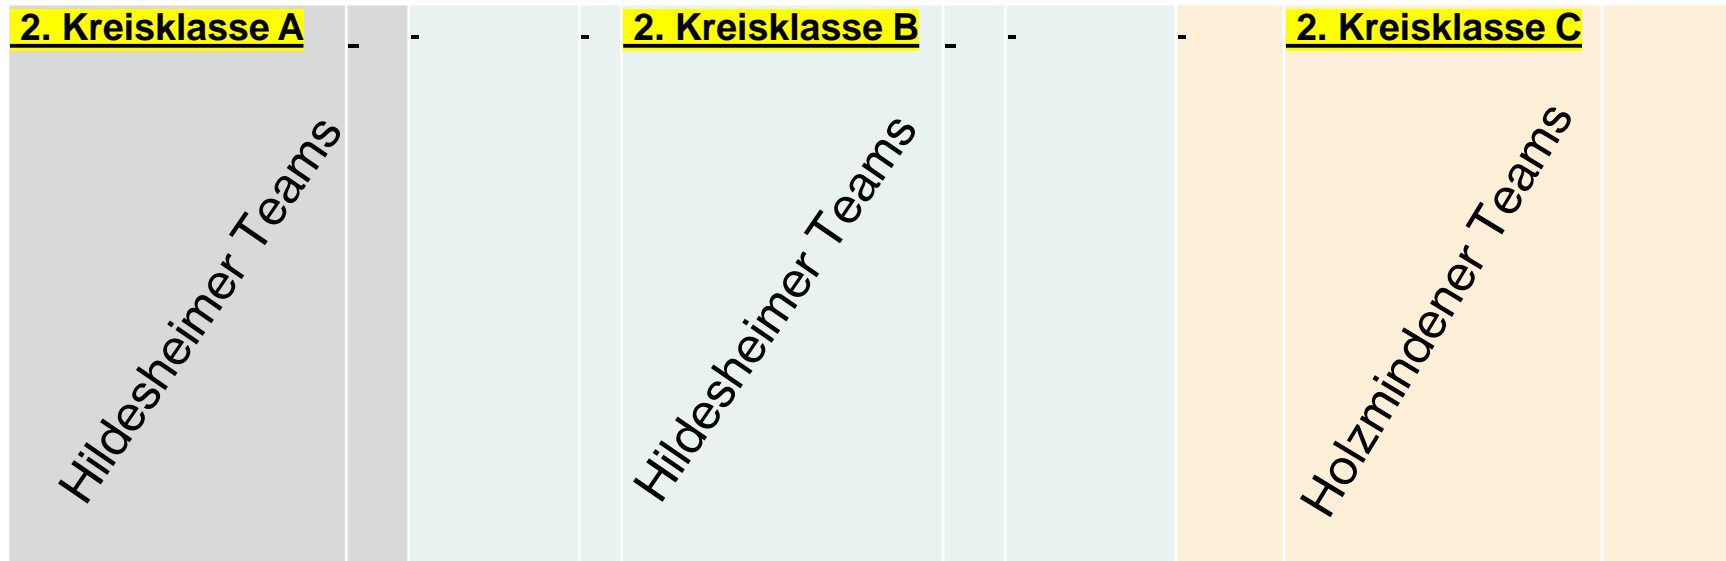 2. Kreisklasse A
2. Kreisklasse B
2. Kreisklasse C
Hildesheimer Teams
Hildesheimer Teams
Holzmindener Teams